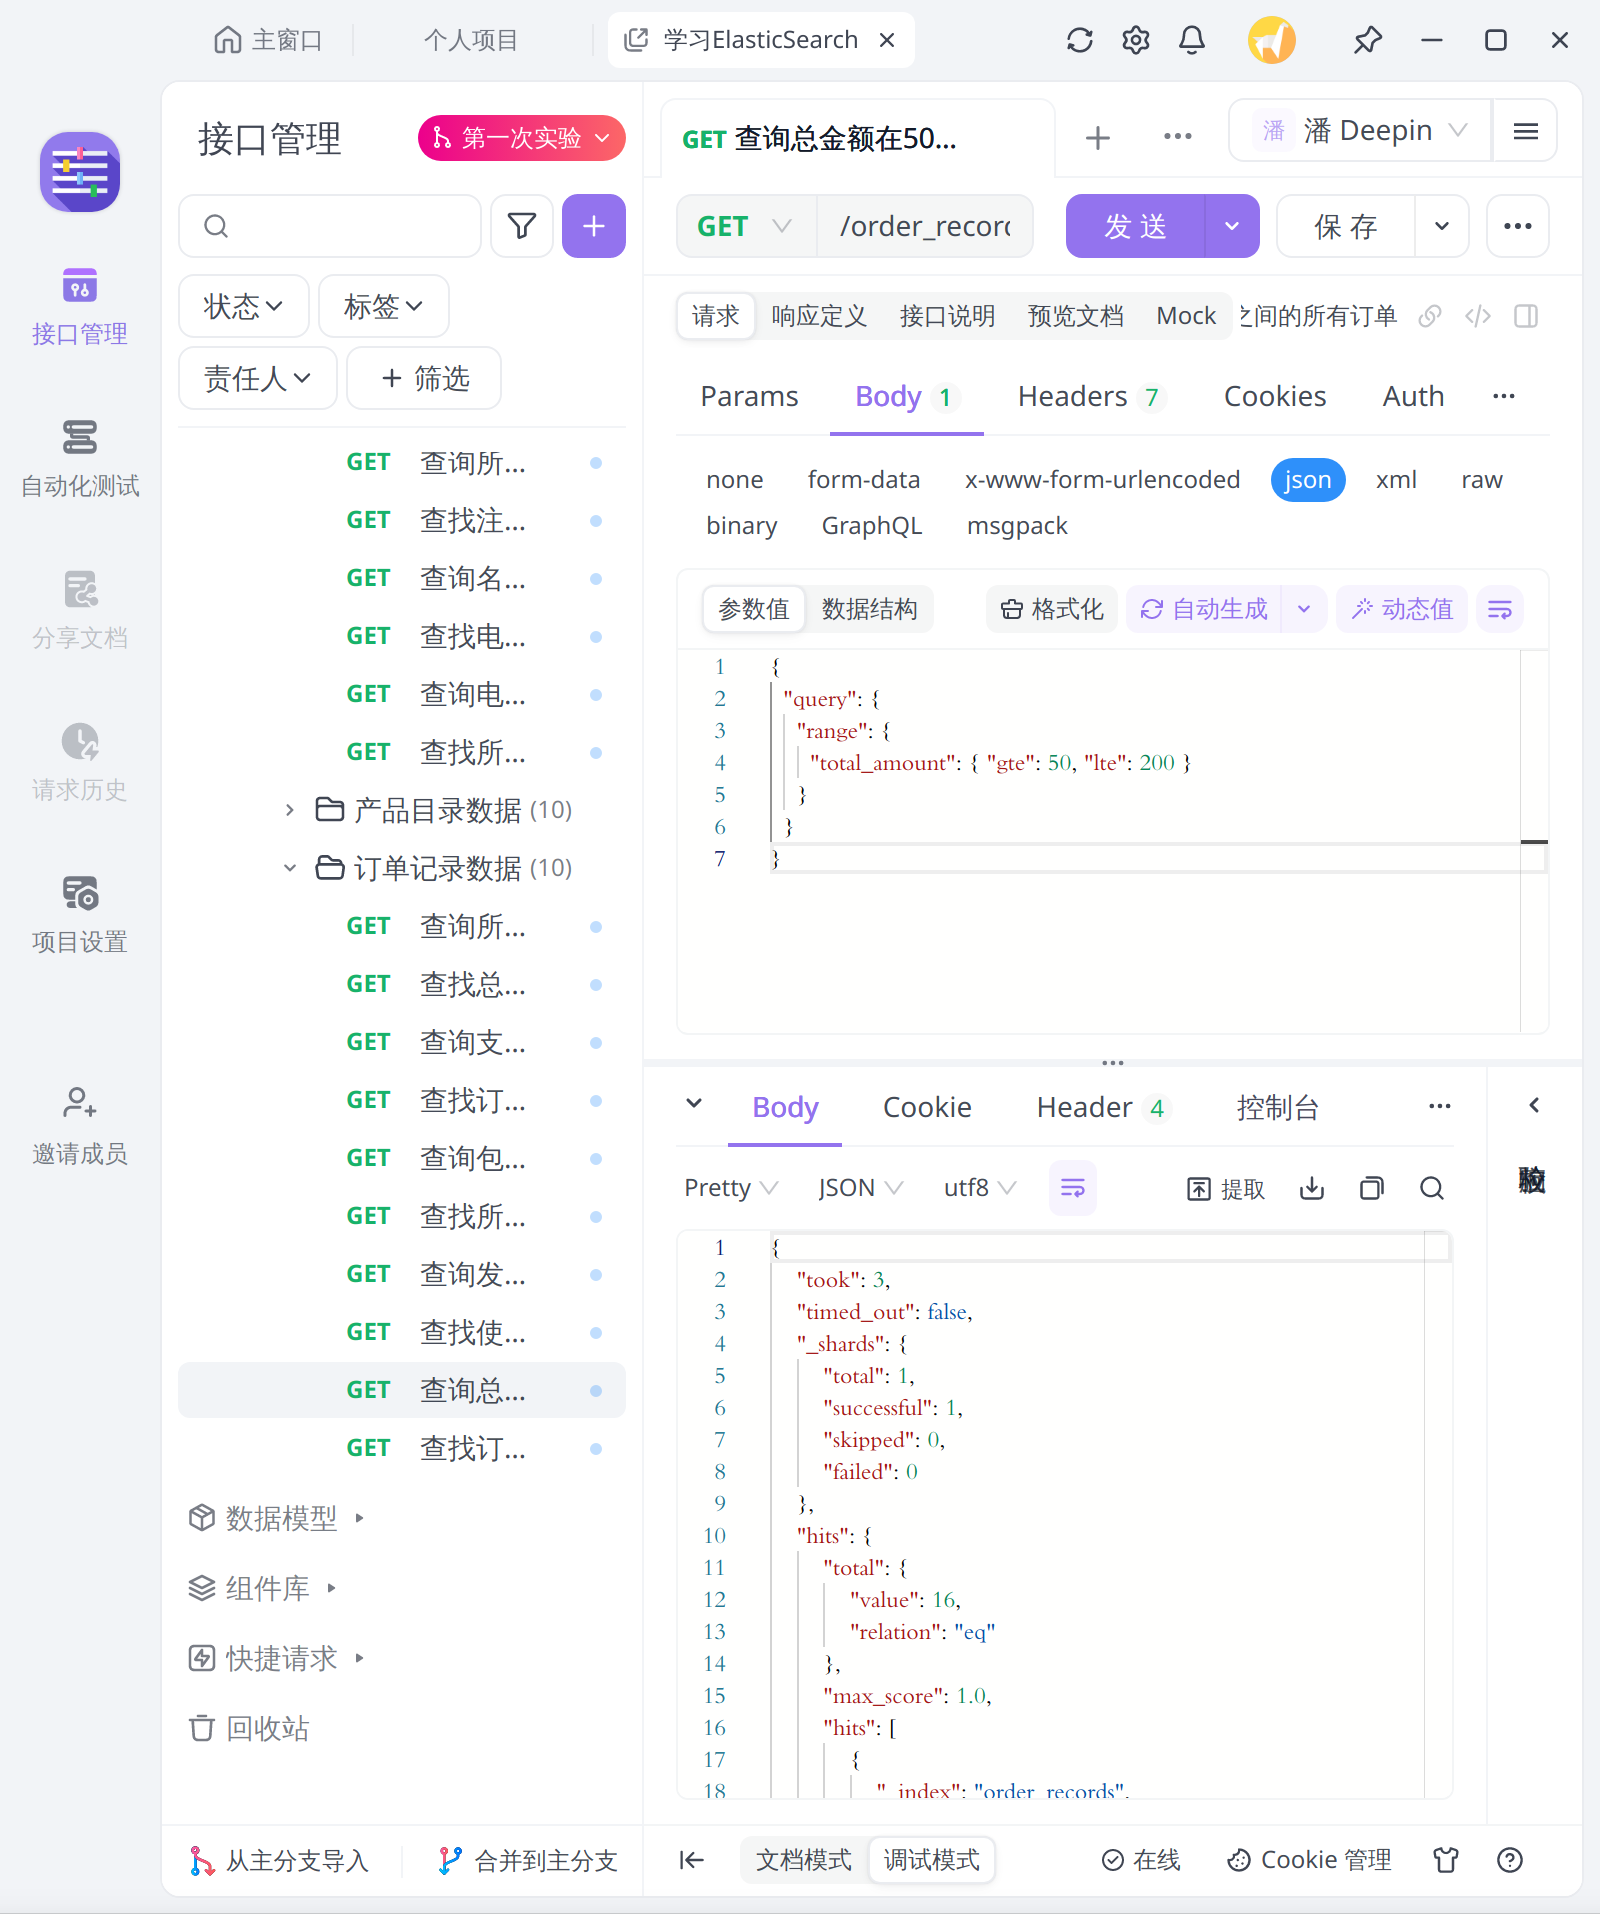 主窗口
个人项目
学习ElasticSearch
接口管理
自动化测试
分享文档
请求历史
项目设置
邀请成员
接口管理
第一次实验
状态
标签
责任人
筛选
GET 查询所...
GET 查找注...
GET 查询名...
GET 查找电...
GET 查询电...
GET 查找所...
产品目录数据 (10)
订单记录数据 (10)
GET 查询所...
GET 查找总...
GET 查询支...
GET 查找订...
GET 查询包...
GET 查找所...
GET 查询发...
GET 查找使...
GET 查询总...
GET 查找订...
数据模型
组件库
快捷请求
回收站
从主分支导入
合并到主分支
GET 查询总金额在50...
潘 潘 Deepin
GET /order_record
发 送
保 存
请求 响应定义 接口说明 预览文档 Mock 之间的所有订单
Params Body 1 Headers 7 Cookies Auth
none form-data x-www-form-urlencoded json xml raw
binary GraphQL msgpack
参数值 数据结构 格式化 自动生成 动态值
1 {
2 "query": {
3 "range": {
4 "total_amount": { "gte": 50, "lte": 200 }
5 }
6 }
7 }
Body Cookie Header 4 控制台
Pretty JSON utf8 提取
1 {
2 "took": 3,
3 "timed_out": false,
4 "_shards": {
5 "total": 1,
6 "successful": 1,
7 "skipped": 0,
8 "failed": 0
9 },
10 "hits": {
11 "total": {
12 "value": 16,
13 "relation": "eq"
14 },
15 "max_score": 1.0,
16 "hits": [
17 {
18 "_index": "order_records",
文档模式 调试模式 在线 Cookie 管理